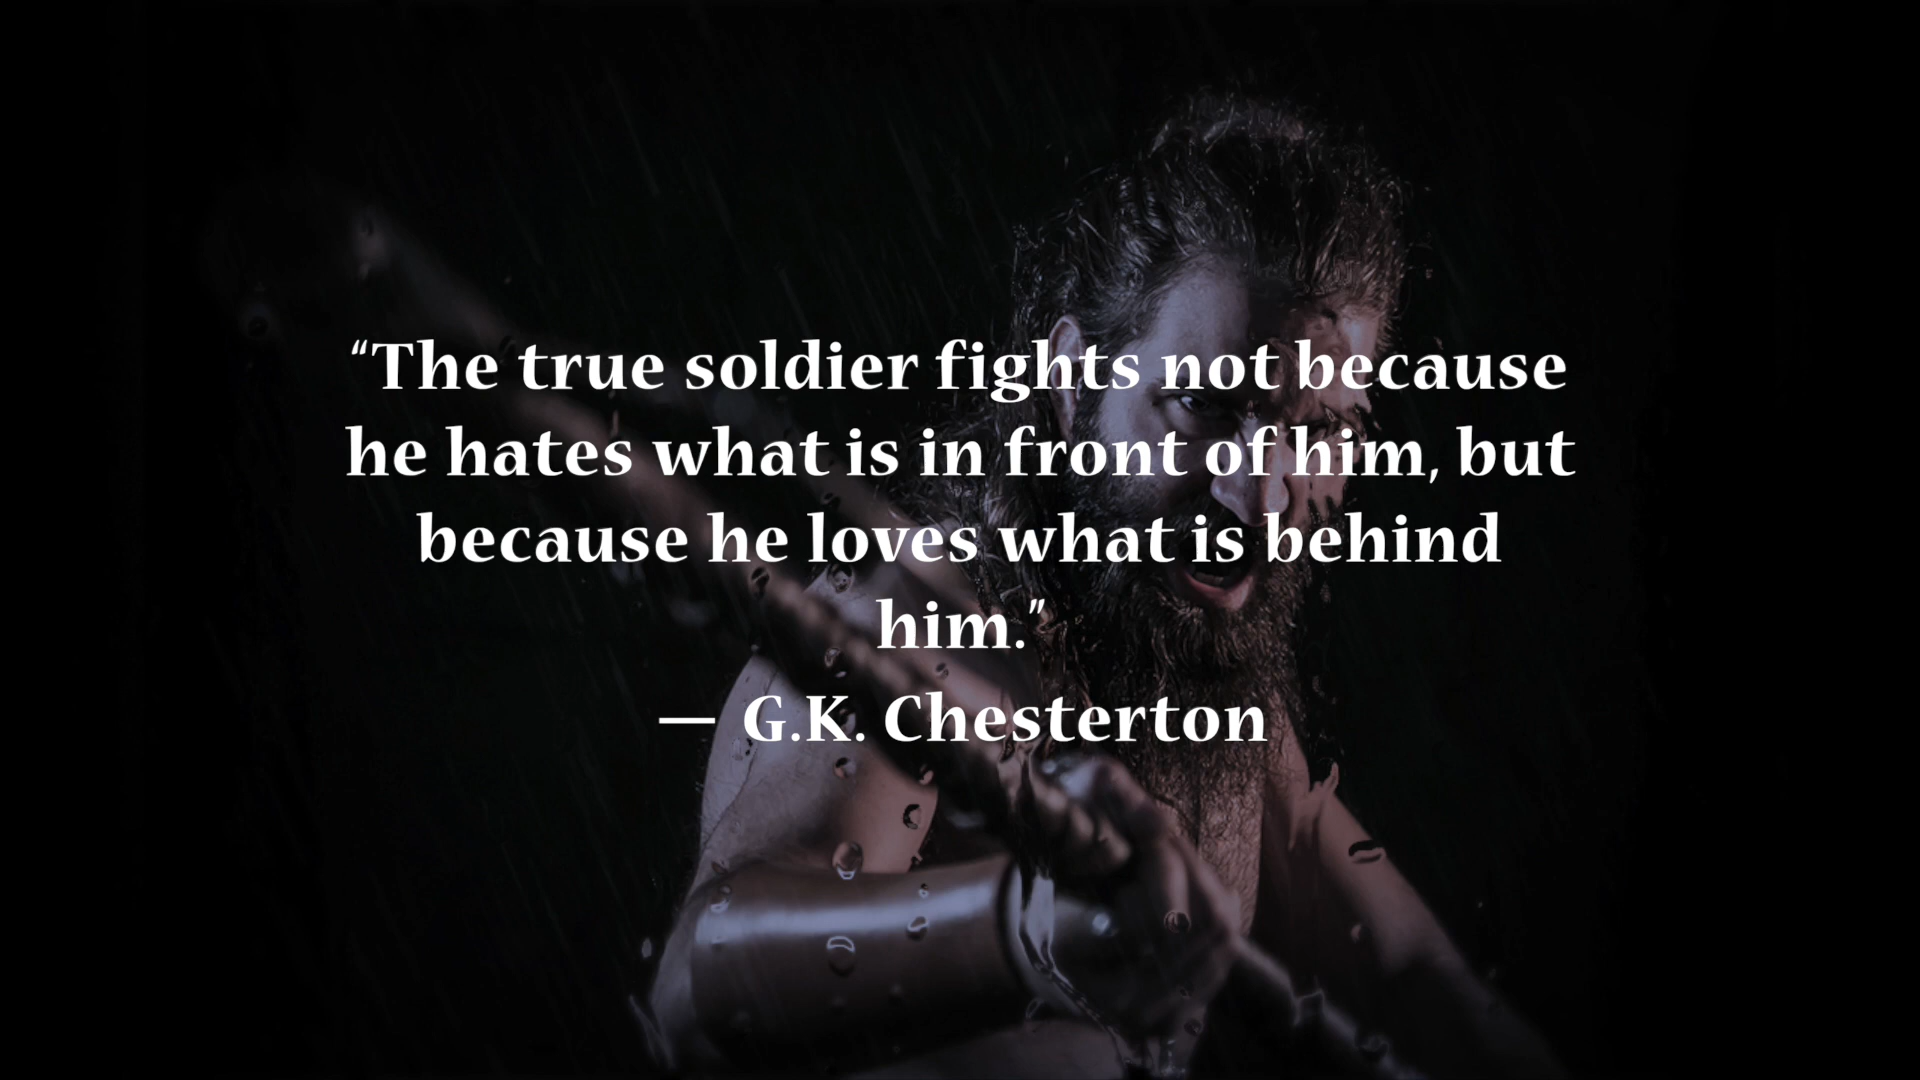 “The true soldier fights not because
he hates what is in front of him, but
because he loves what is behind
him.”
— G.K. Chesterton